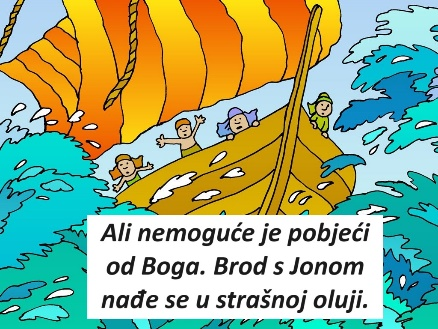 Ali nemoguće je pobjeći
od Boga. Brod s Jonom
nađe se u strašnoj oluji.